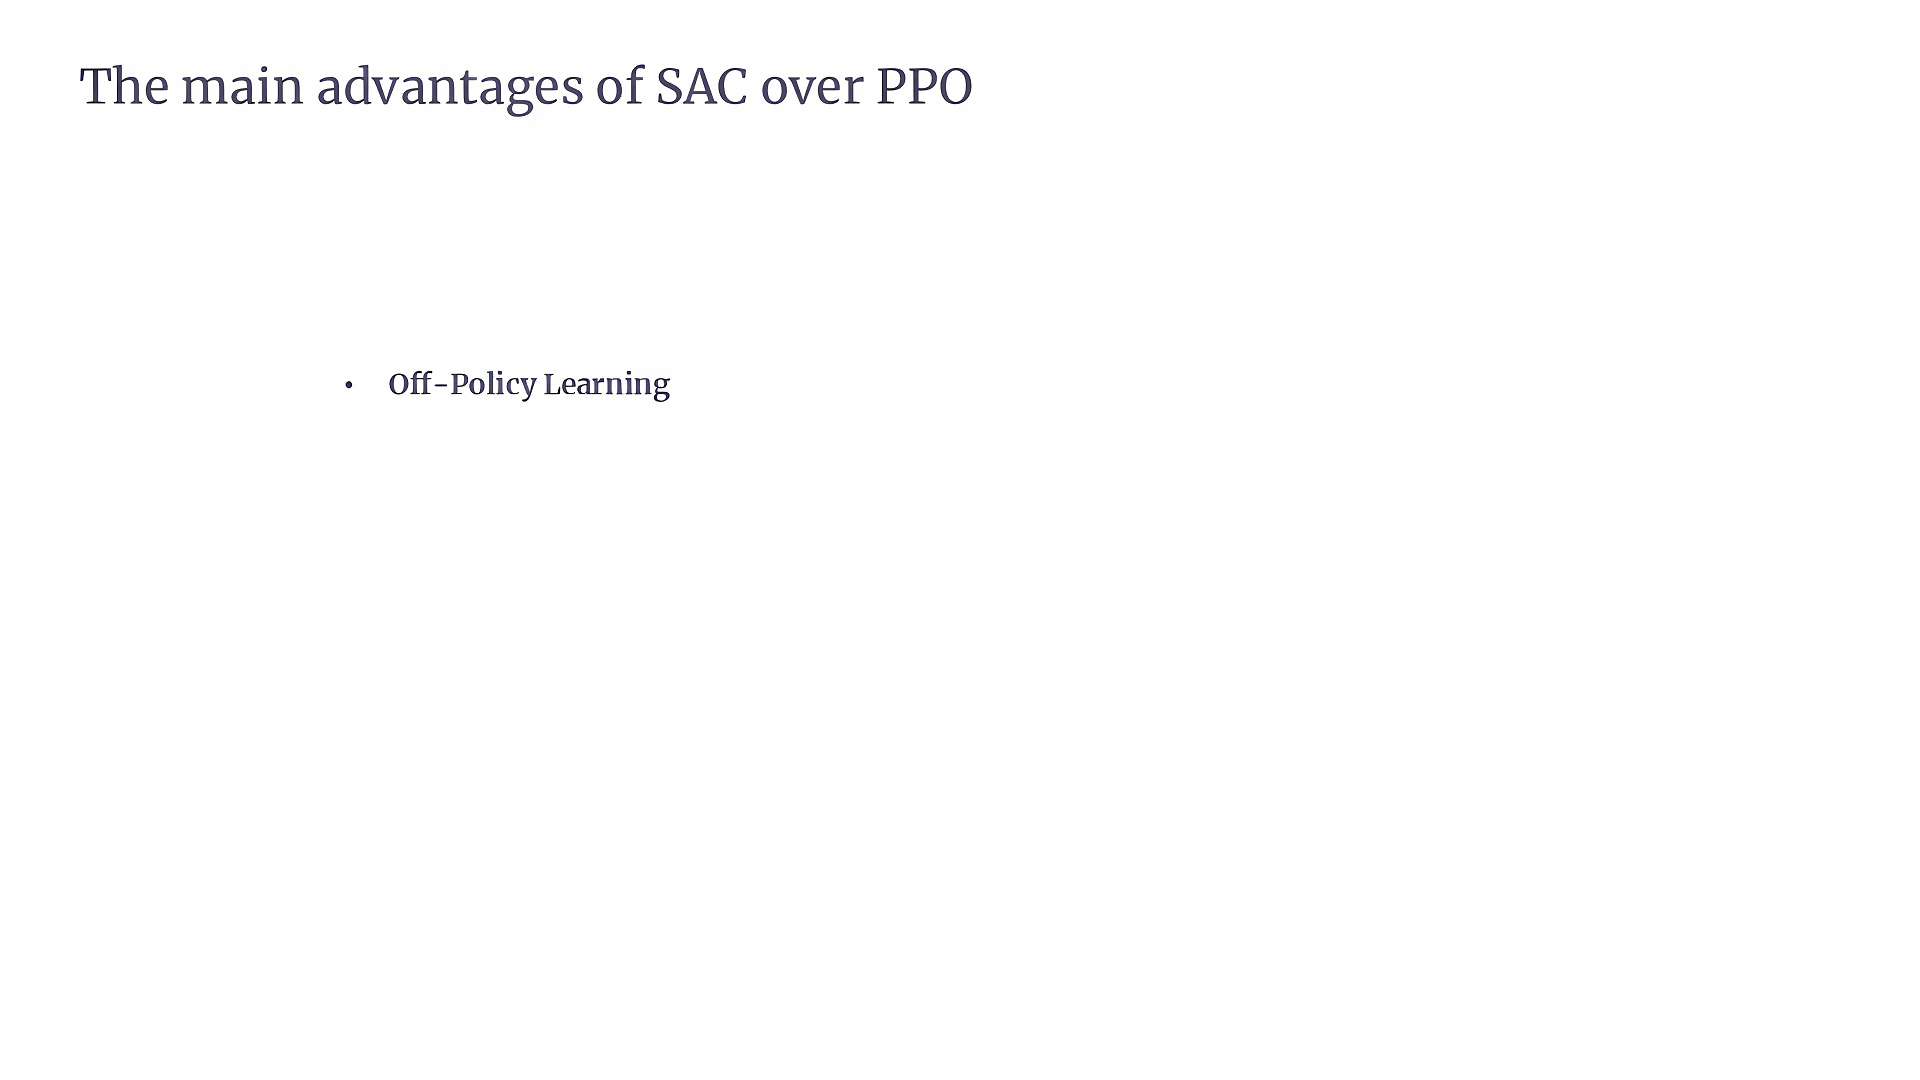 The main advantages of SAC over PPO
• Off-Policy Learning